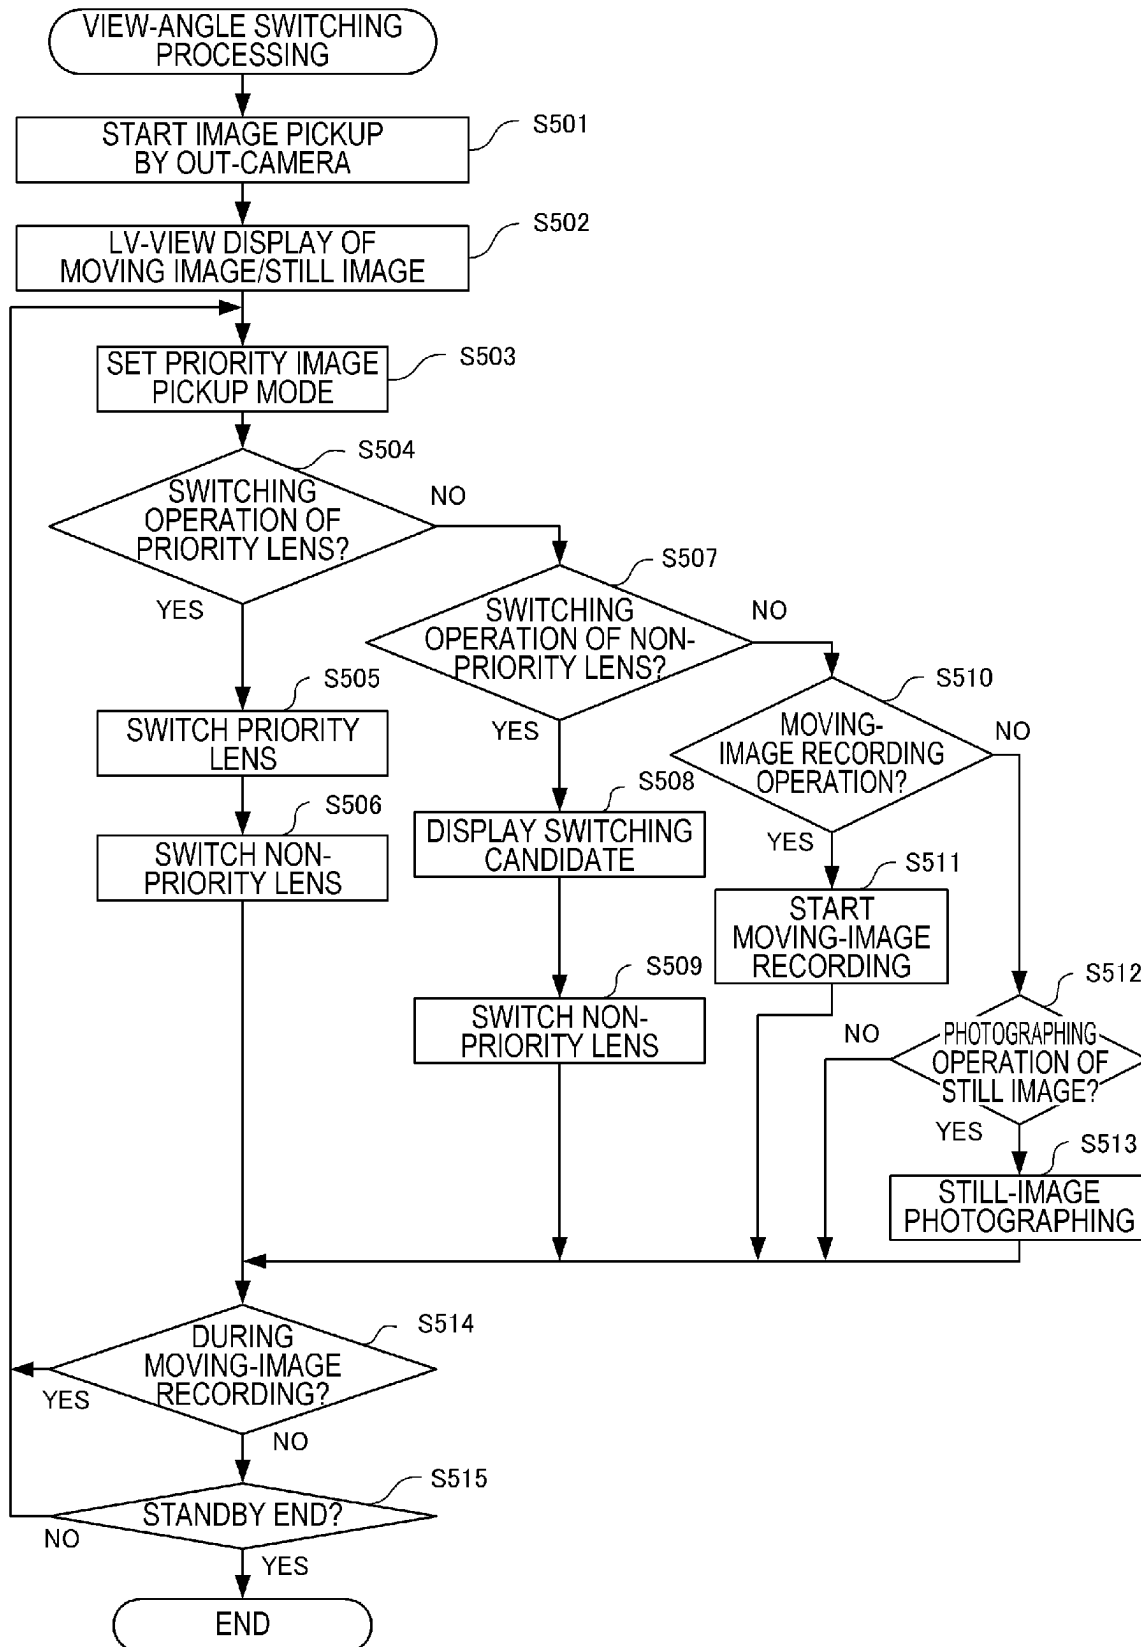 VIEW-ANGLE SWITCHING
PROCESSING
START IMAGE PICKUP
BY OUT-CAMERA
S501
LV-VIEW DISPLAY OF
MOVING IMAGE/STILL IMAGE
S502
SET PRIORITY IMAGE
PICKUP MODE
S503
SWITCHING
OPERATION OF
PRIORITY LENS?
S504
NO
YES
SWITCH PRIORITY
LENS
S505
SWITCH NON-
PRIORITY LENS
S506
SWITCHING
OPERATION OF NON-
PRIORITY LENS?
S507
NO
YES
DISPLAY SWITCHING
CANDIDATE
S508
SWITCH NON-
PRIORITY LENS
S509
MOVING-
IMAGE RECORDING
OPERATION?
S510
NO
YES
START
MOVING-IMAGE
RECORDING
S511
PHOTOGRAPHING
OPERATION OF
STILL IMAGE?
S512
NO
YES
STILL-IMAGE
PHOTOGRAPHING
S513
DURING
MOVING-IMAGE
RECORDING?
S514
YES
NO
STANDBY END?
S515
NO
YES
END